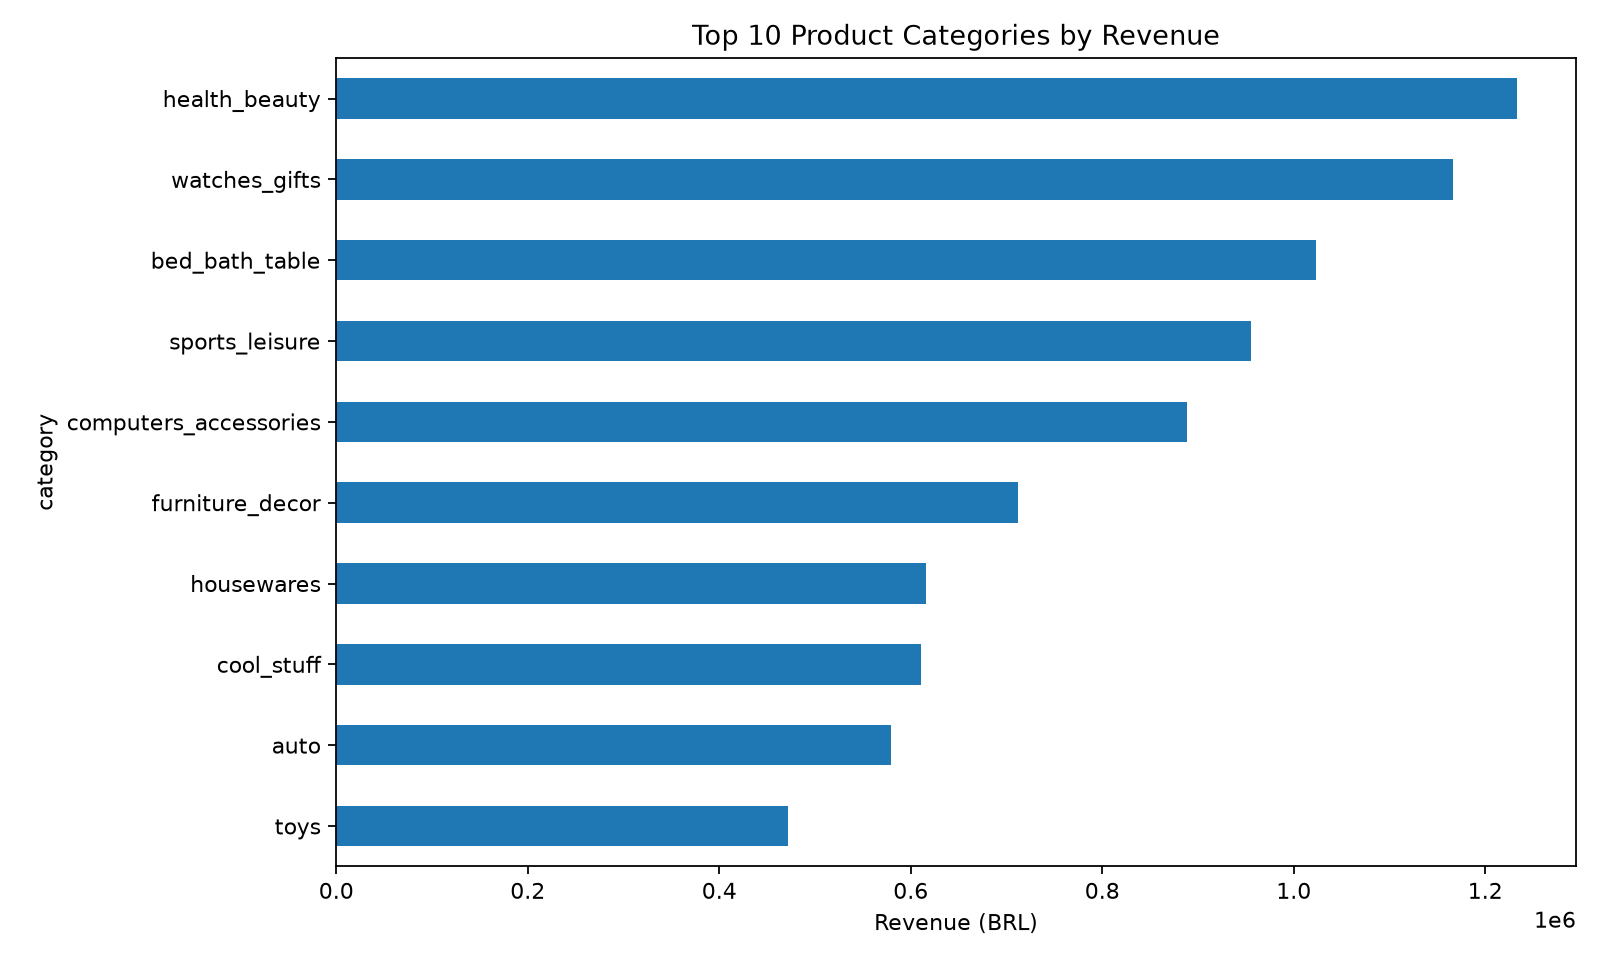 Top 10 Product Categories by Revenue
health_beauty
watches_gifts
bed_bath_table
sports_leisure
computers_accessories
furniture_decor
housewares
cool_stuff
auto
toys
category
0.0 0.2 0.4 0.6 0.8 1.0 1.2
Revenue (BRL)
1e6